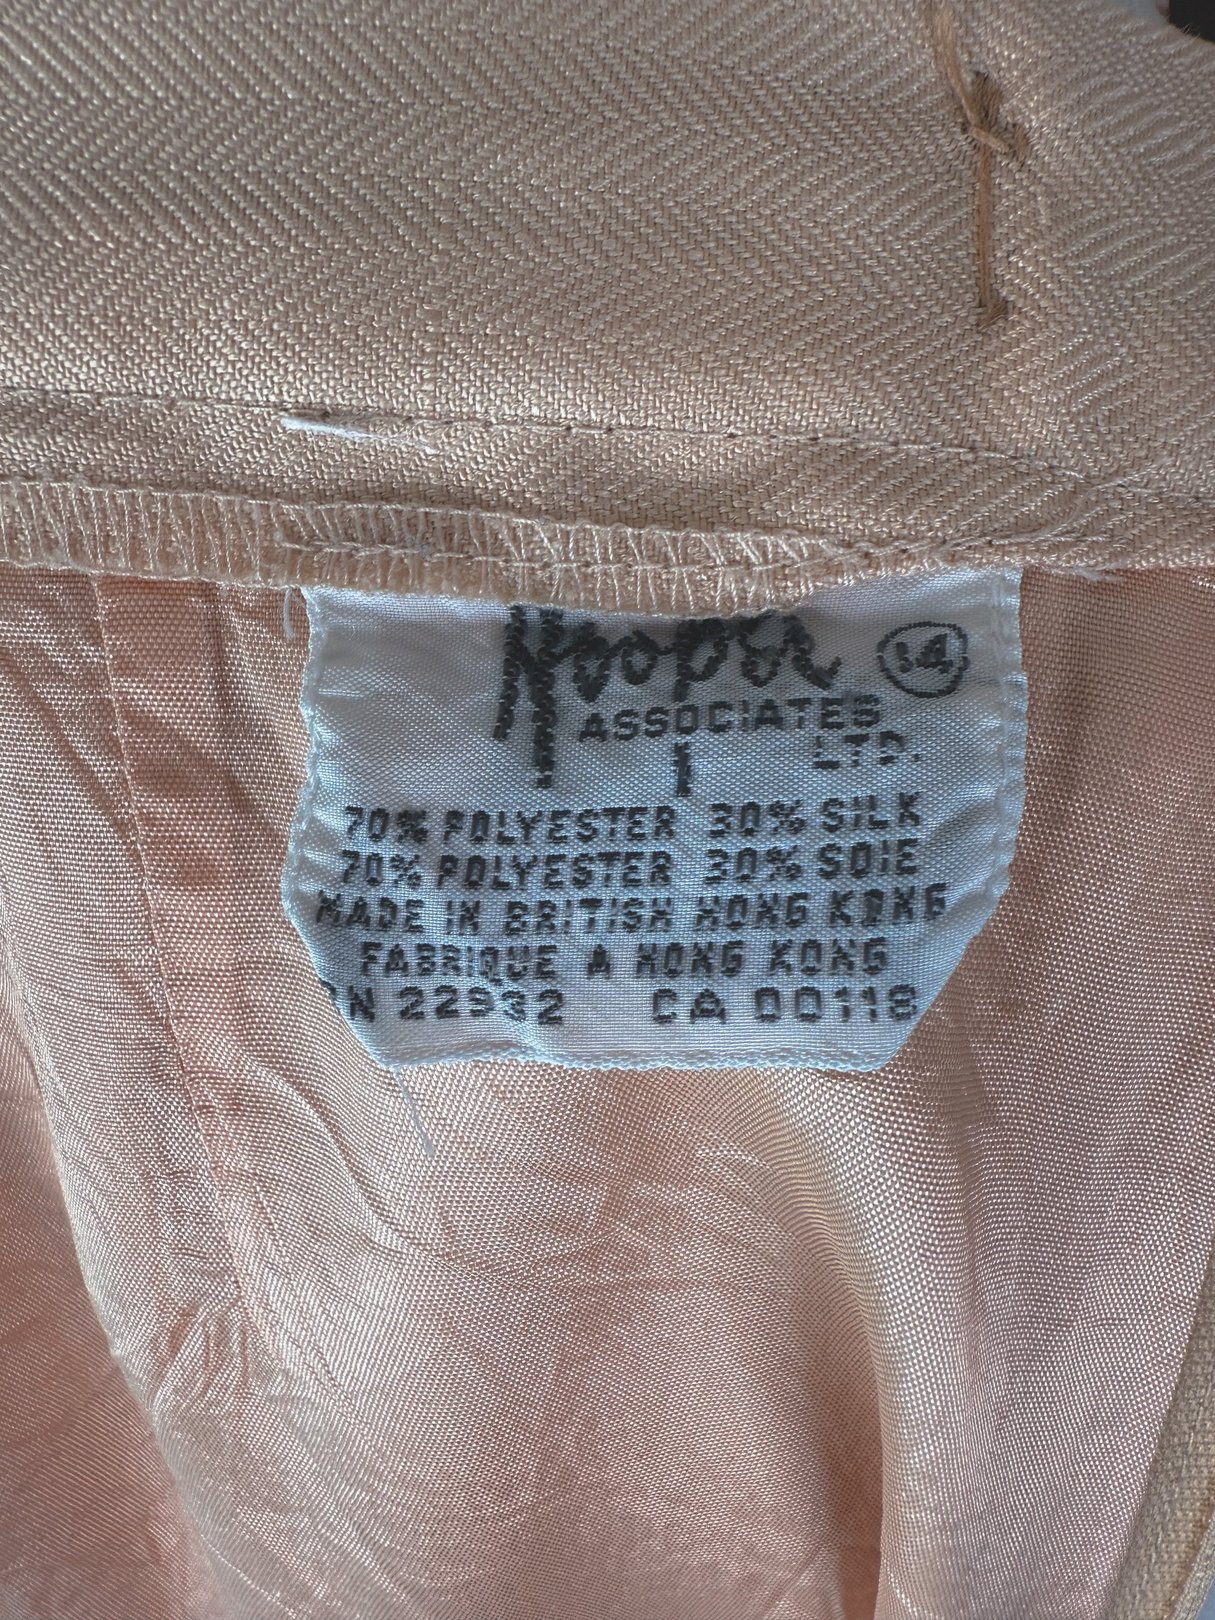 Hooper 14
ASSOCIATES
LTD.
70% POLYESTER 30% SILK
70% POLYESTER 30% SOIE
MADE IN BRITISH HONG KONG
FABRIQUE A HONG KONG
RN 22932 CA 00118